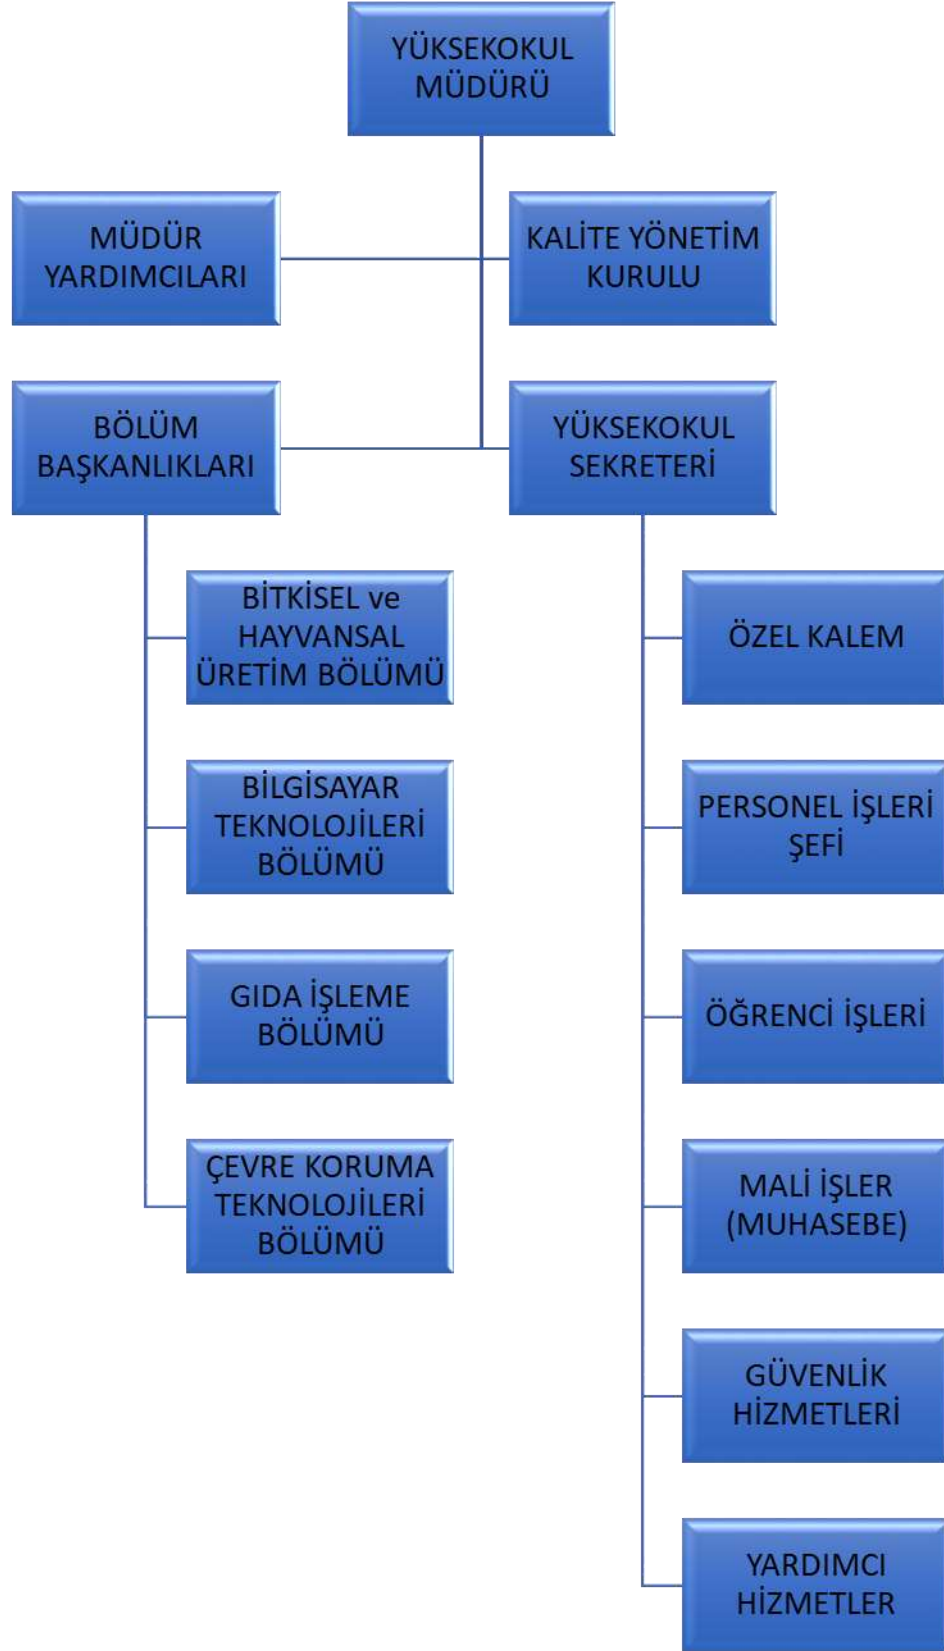 YÜKSEKOKUL
MÜDÜRÜ
MÜDÜR
YARDIMCILARI
KALİTE YÖNETİM
KURULU
BÖLÜM
BAŞKANLIKLARI
YÜKSEKOKUL
SEKRETERİ
BİTKİSEL ve
HAYVANSAL
ÜRETİM BÖLÜMÜ
BİLGİSAYAR
TEKNOLOJİLERİ
BÖLÜMÜ
GIDA İŞLEME
BÖLÜMÜ
ÇEVRE KORUMA
TEKNOLOJİLERİ
BÖLÜMÜ
ÖZEL KALEM
PERSONEL İŞLERİ
ŞEFİ
ÖĞRENCİ İŞLERİ
MALİ İŞLER
(MUHASEBE)
GÜVENLİK
HİZMETLERİ
YARDIMCI
HİZMETLER